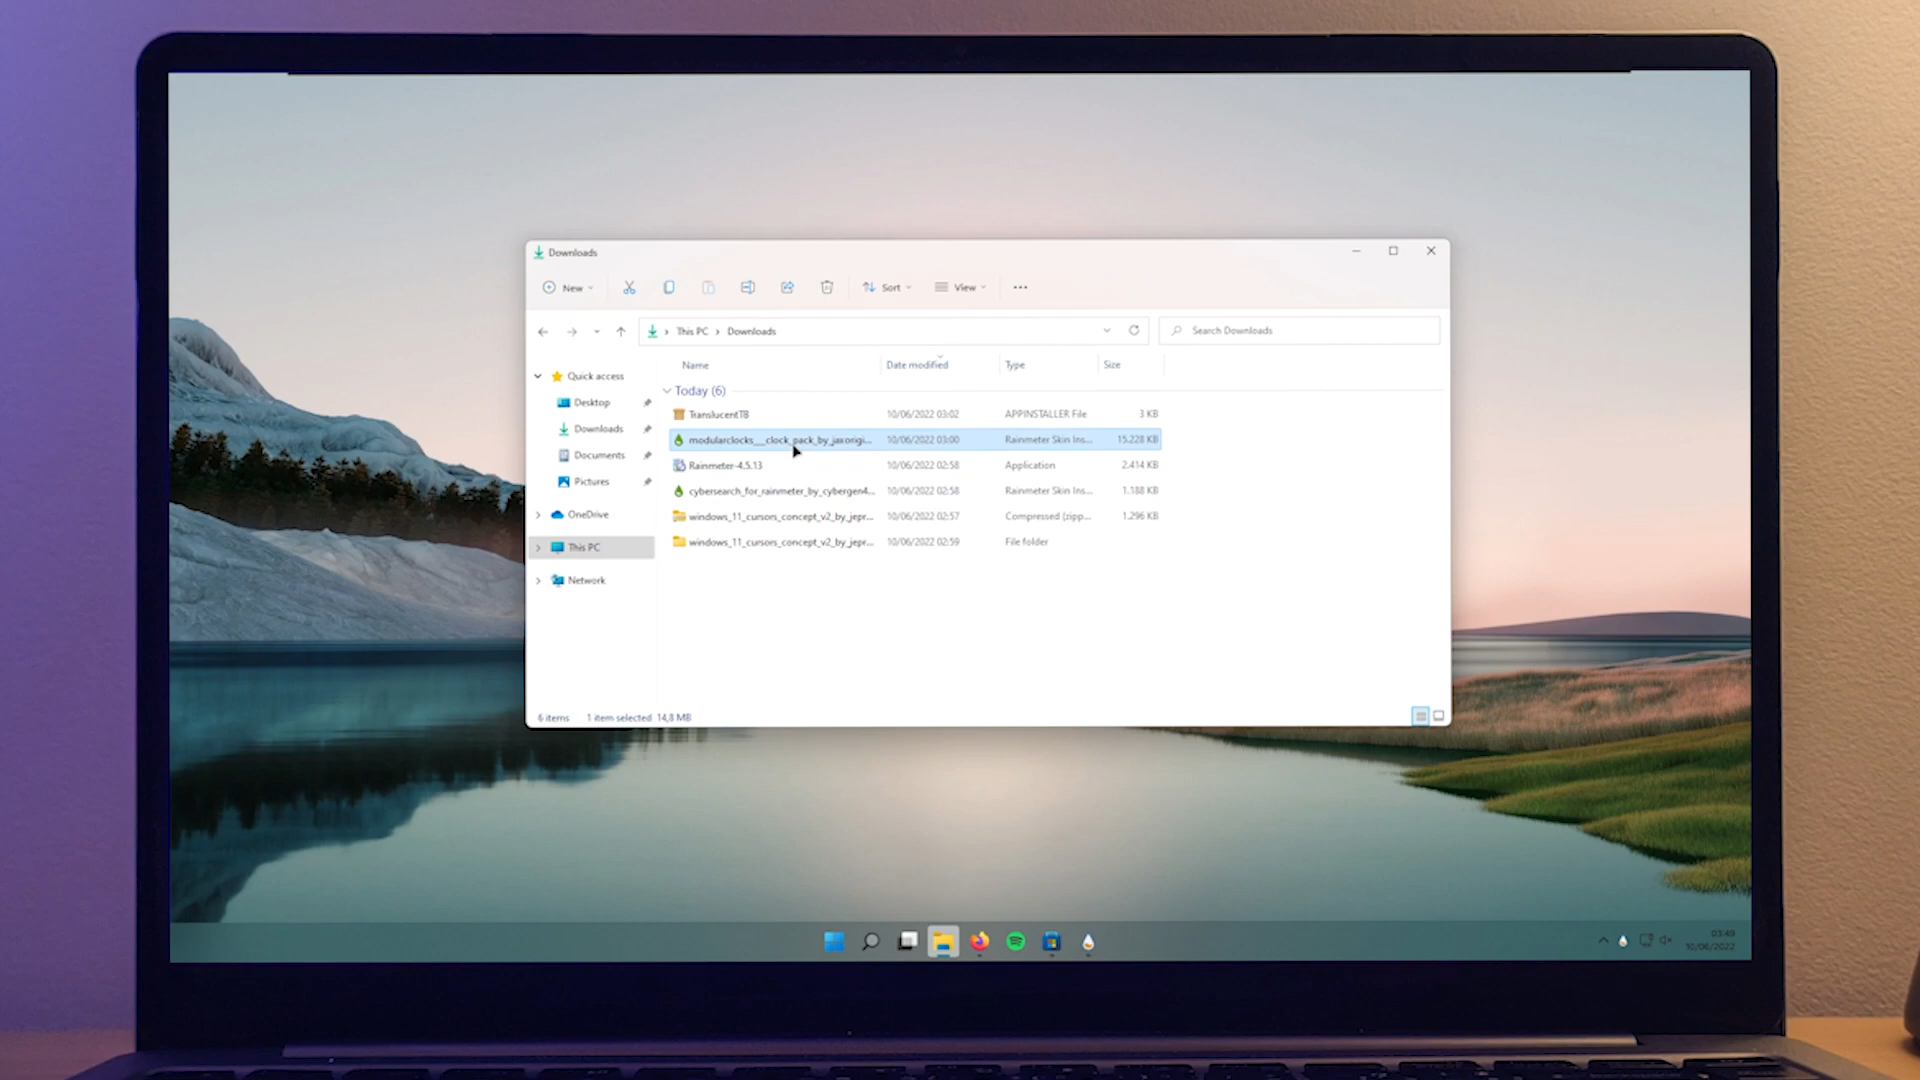 Downloads
New
Sort
View
This PC > Downloads
Search Downloads
Name Date modified Type Size
Quick access
Today (6)
Desktop
TranslucentTB 10/06/2022 03:02 APPINSTALLER File 3 KB
Downloads
modularclocks__clock_pack_by_jaxorigi... 10/06/2022 03:00 Rainmeter Skin Ins... 15.228 KB
Documents
Rainmeter-4.5.13 10/06/2022 02:58 Application 2.414 KB
Pictures
cybersearch_for_rainmeter_by_cybergen4... 10/06/2022 02:58 Rainmeter Skin Ins... 1.188 KB
OneDrive
windows_11_cursors_concept_v2_by_jepr... 10/06/2022 02:57 Compressed (zipp... 1.296 KB
This PC
windows_11_cursors_concept_v2_by_jepr... 10/06/2022 02:59 File folder
Network
6 items 1 item selected 14,8 MB
03:49
10/06/2022